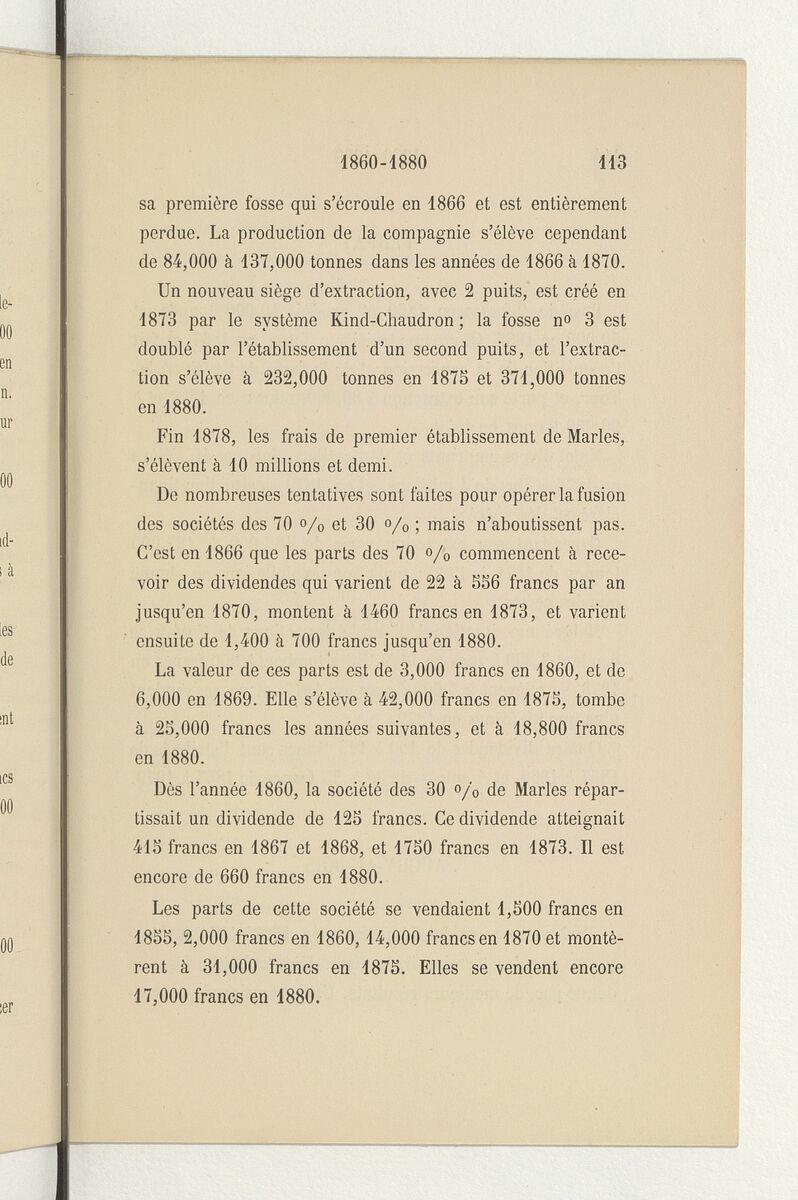 1860-1880 113
sa première fosse qui s'écroule en 1866 et est entièrement
perdue. La production de la compagnie s'élève cependant
de 84,000 à 137,000 tonnes dans les années de 1866 à 1870.
Un nouveau siège d'extraction, avec 2 puits, est créé en
1873 par le système Kind-Chaudron ; la fosse nº 3 est
doublé par l'établissement d'un second puits, et l'extrac-
tion s'élève à 232,000 tonnes en 1875 et 371,000 tonnes
en 1880.
Fin 1878, les frais de premier établissement de Marles,
s'élèvent à 10 millions et demi.
De nombreuses tentatives sont faites pour opérer la fusion
des sociétés des 70 % et 30 % ; mais n'aboutissent pas.
C'est en 1866 que les parts des 70 % commencent à rece-
voir des dividendes qui varient de 22 à 556 francs par an
jusqu'en 1870, montent à 1460 francs en 1873, et varient
ensuite de 1,400 à 700 francs jusqu'en 1880.
La valeur de ces parts est de 3,000 francs en 1860, et de
6,000 en 1869. Elle s'élève à 42,000 francs en 1875, tombe
à 25,000 francs les années suivantes, et à 18,800 francs
en 1880.
Dès l'année 1860, la société des 30 % de Marles répar-
tissait un dividende de 125 francs. Ce dividende atteignait
415 francs en 1867 et 1868, et 1750 francs en 1873. Il est
encore de 660 francs en 1880.
Les parts de cette société se vendaient 1,500 francs en
1855, 2,000 francs en 1860, 14,000 francs en 1870 et montè-
rent à 31,000 francs en 1875. Elles se vendent encore
17,000 francs en 1880.